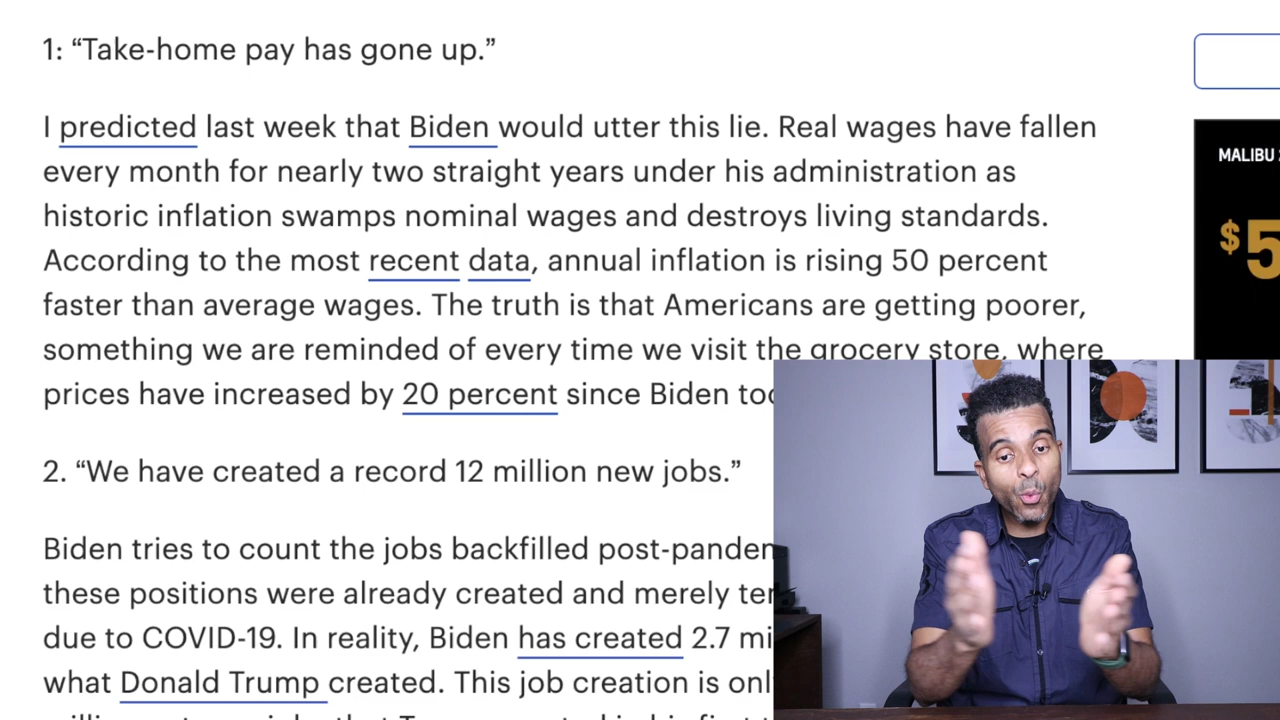 1: “Take-home pay has gone up.”
I predicted last week that Biden would utter this lie. Real wages have fallen
every month for nearly two straight years under his administration as
historic inflation swamps nominal wages and destroys living standards.
According to the most recent data, annual inflation is rising 50 percent
faster than average wages. The truth is that Americans are getting poorer,
something we are reminded of every time we visit the grocery store, where
prices have increased by 20 percent since Biden
2. “We have created a record 12 million new jobs.”
Biden tries to count the jobs backfilled
these positions were already created and merely
due to COVID-19. In reality, Biden has created 2.7
what Donald Trump created. This job creation is
MALIBU
$5